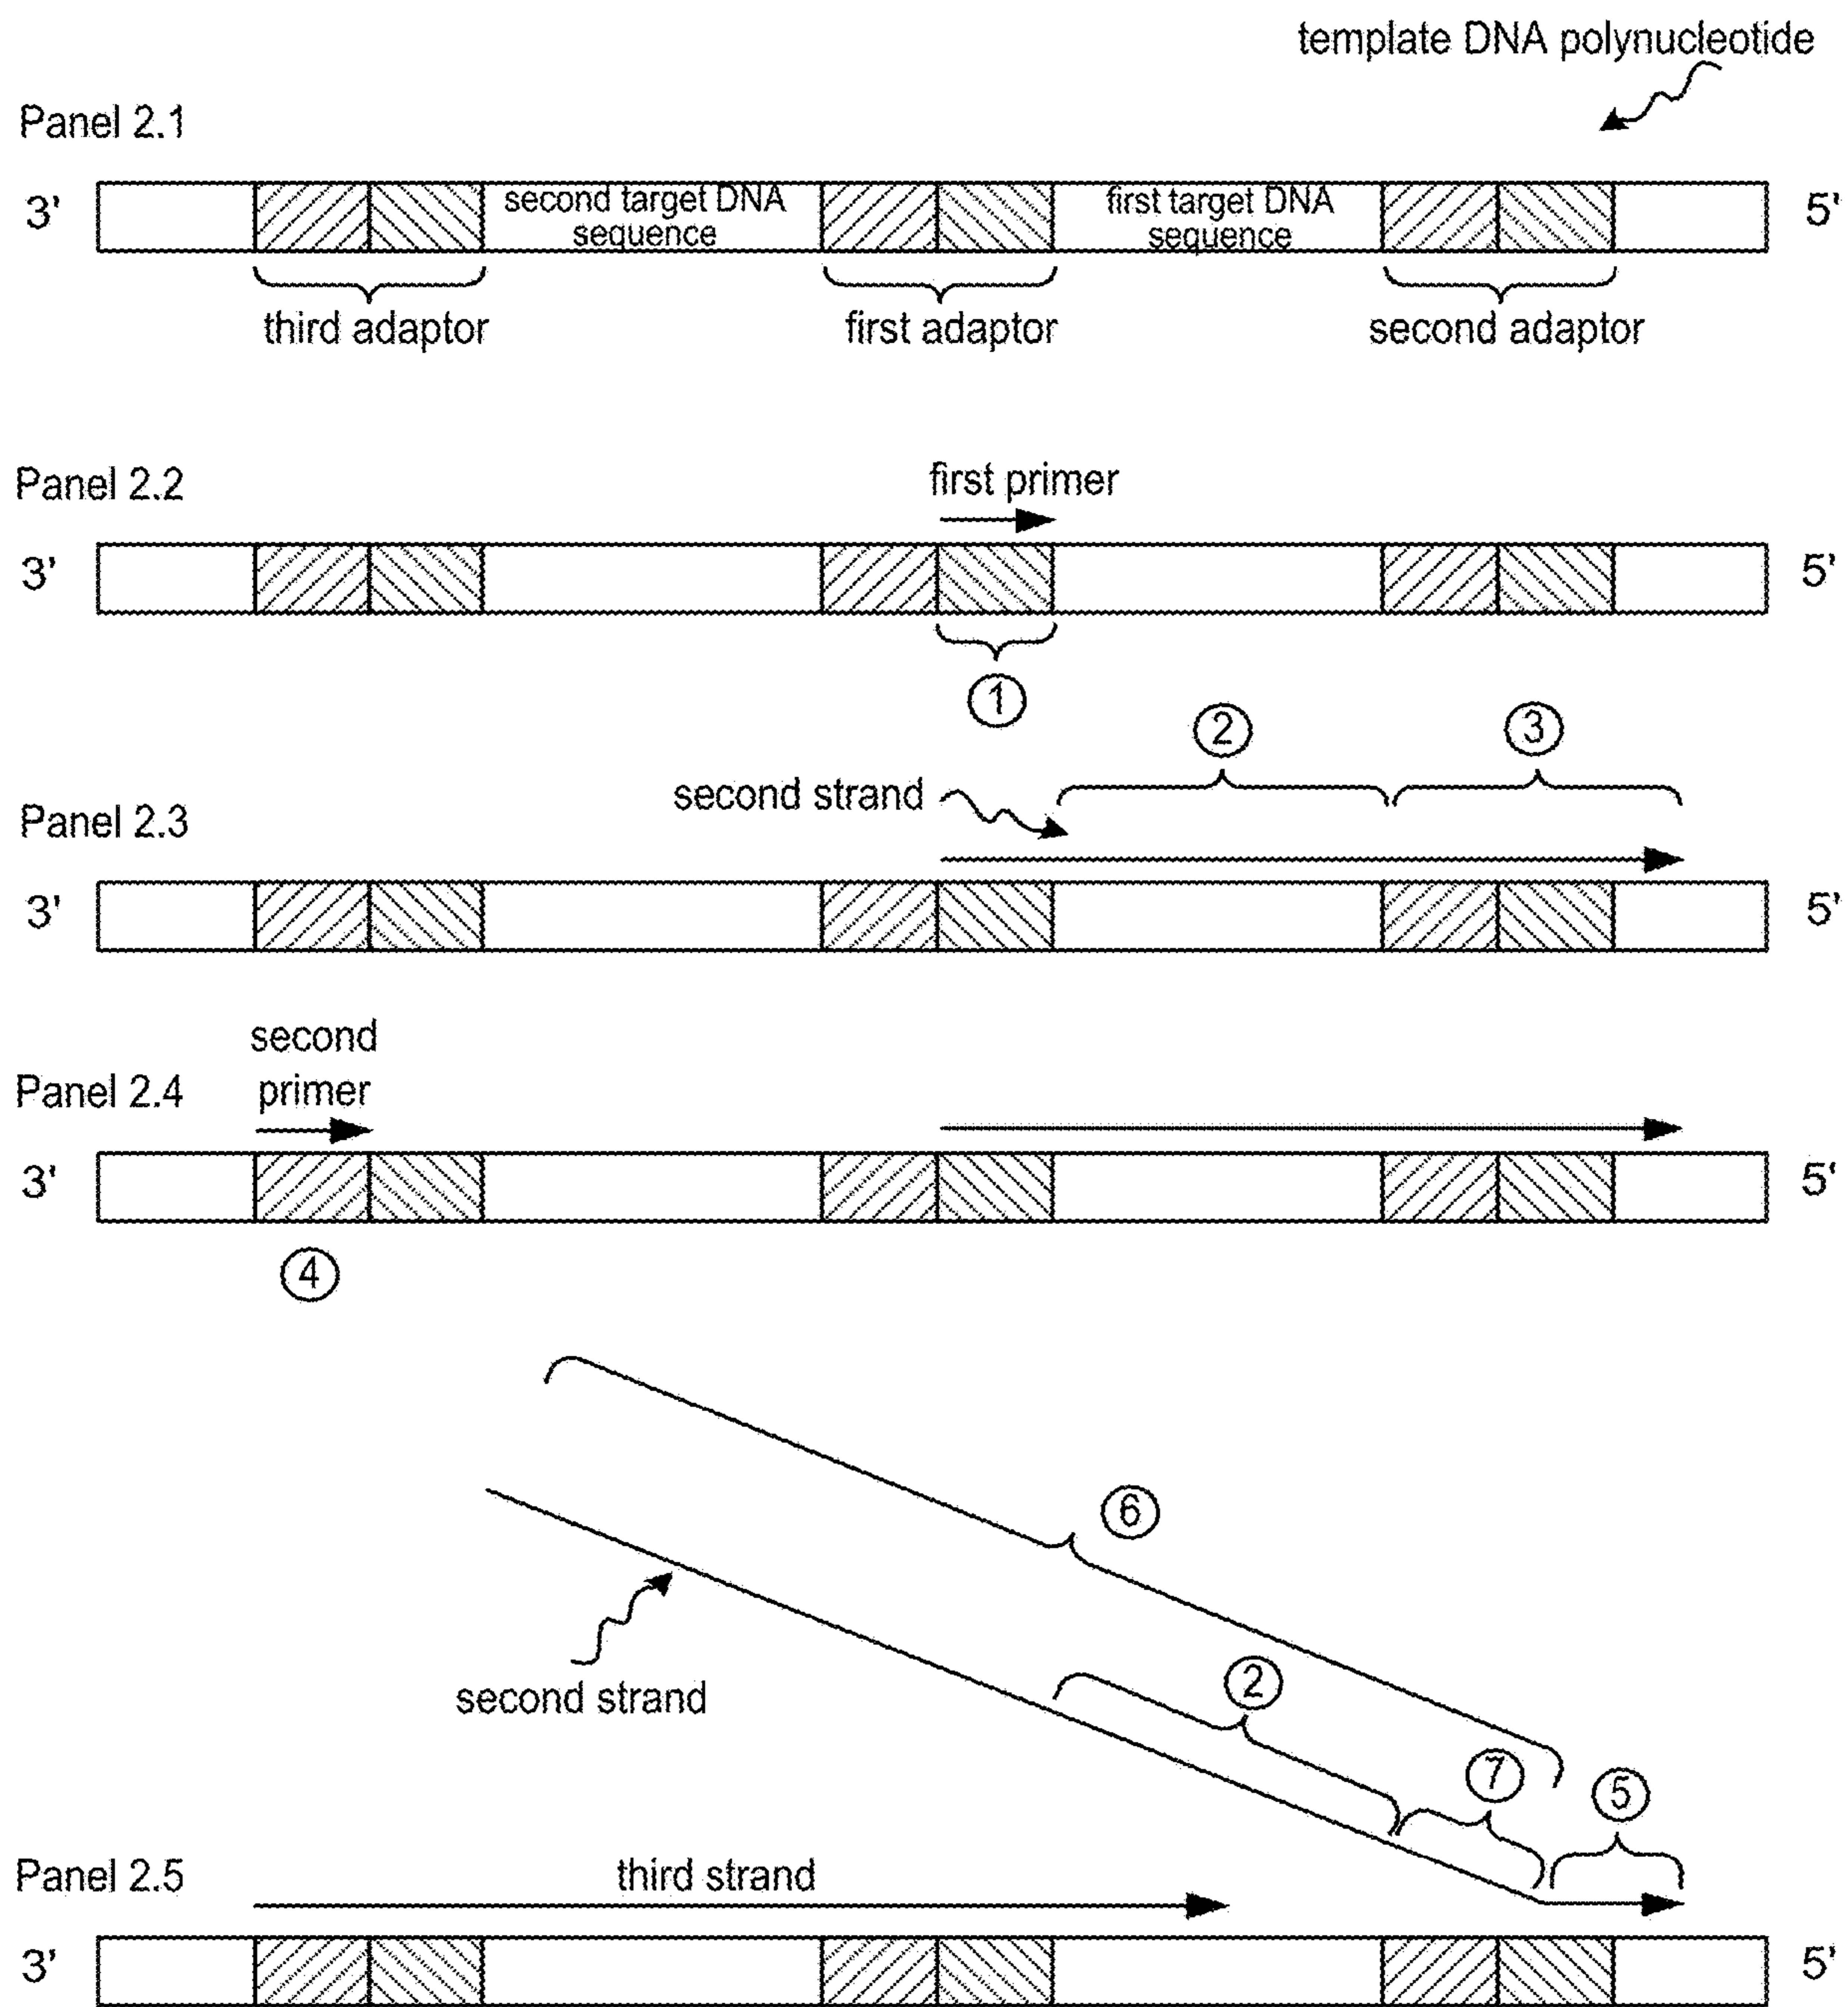 template DNA polynucleotide
Panel 2.1
3'
second target DNA
sequence
first target DNA
sequence
5'
third adaptor
first adaptor
second adaptor
Panel 2.2
first primer
3'
5'
1
2
3
second strand
Panel 2.3
3'
5'
second
primer
Panel 2.4
3'
5'
4
6
second strand
2
7
5
Panel 2.5
third strand
3'
5'